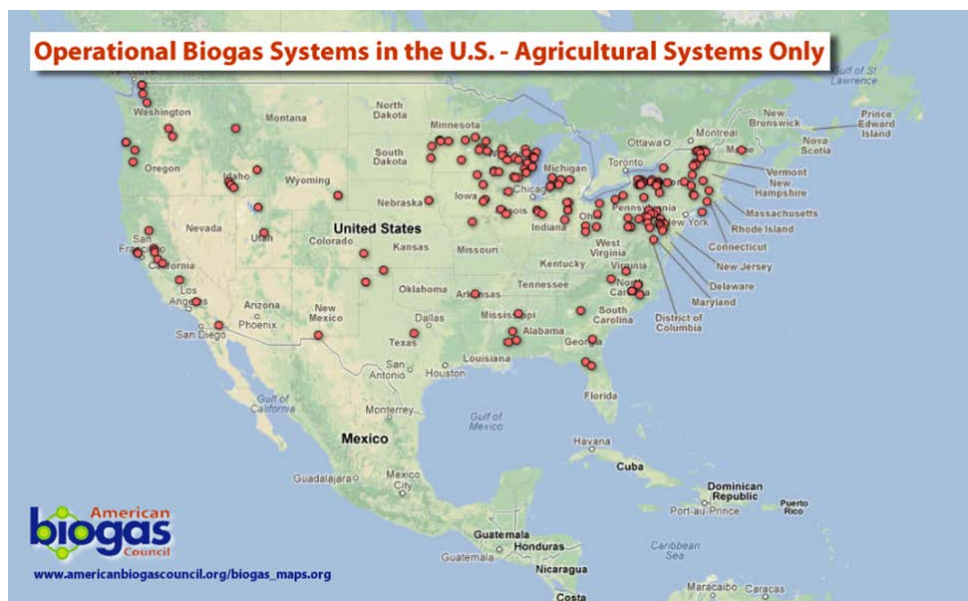 Operational Biogas Systems in the U.S. - Agricultural Systems Only
Gulf of St
Lawrence
Washington
Montana
North
Dakota
Minnesota
Ottawa
Montreal
Maine
New
Brunswick
Prince
Edward
Island
Nova
Scotia
Oregon
Idaho
Wyoming
South
Dakota
Michigan
Toronto
Vermont
New
Hampshire
Massachusetts
Rhode Island
Connecticut
New Jersey
Delaware
Maryland
District of
Columbia
Nebraska
Iowa
Chicago
Indiana
Pennsylvania
New York
Nevada
Utah
Colorado
United States
Kansas
Missouri
West
Virginia
Kentucky
Virginia
San
California
Los
San Diego
Arizona
Phoenix
New
Mexico
Oklahoma
Arkansas
Tennessee
North
Carolina
South
Carolina
Mississippi
Alabama
Georgia
Dallas
Texas
Louisiana
San
Antonio
Houston
Florida
Gulf of
California
Monterrey
Gulf of
Mexico
Mexico
Havana
Cuba
Guadalajara
Mexico
City
Dominican
Republic
Port-au-Prince
Puerto
Rico
Guatemala
Guatemala
Honduras
Nicaragua
Caribbean
Sea
Costa
Maracaibo
Caracas
American
biogas
Council
www.americanbiogascouncil.org/biogas_maps.org